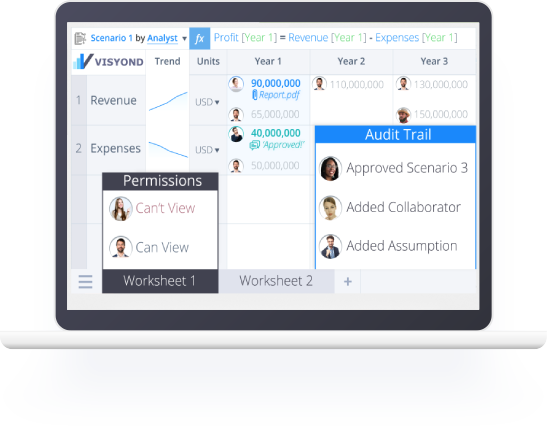 Scenario 1 by Analyst ▾ fx Profit [Year 1] = Revenue [Year 1] - Expenses [Year 1]
VISYOND Trend Units Year 1 Year 2 Year 3
1 Revenue USD ▾ 90,000,000 110,000,000 130,000,000
Report.pdf
65,000,000 150,000,000
2 Expenses USD ▾ 40,000,000
'Approved!'
50,000,000
Audit Trail
Approved Scenario 3
Added Collaborator
Added Assumption
Permissions
Can't View
Can View
Worksheet 1 Worksheet 2 +